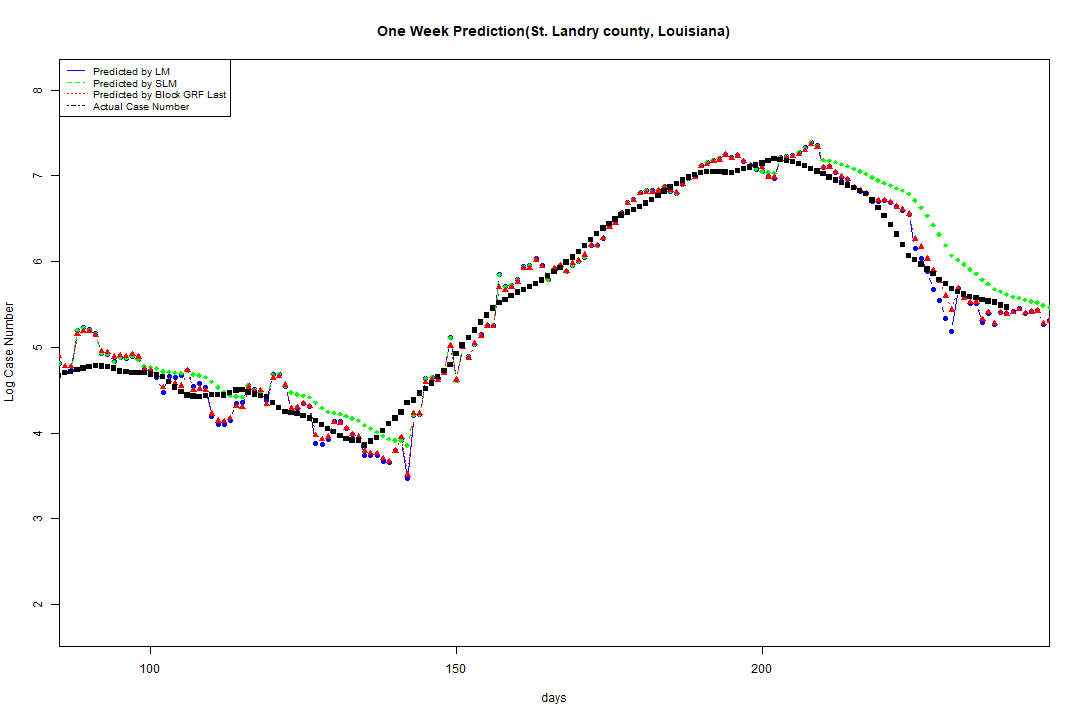 One Week Prediction(St. Landry county, Louisiana)
Predicted by LM
Predicted by SLM
Predicted by Block GRF Last
Actual Case Number
8
7
6
5
4
3
2
Log Case Number
100
150
200
days